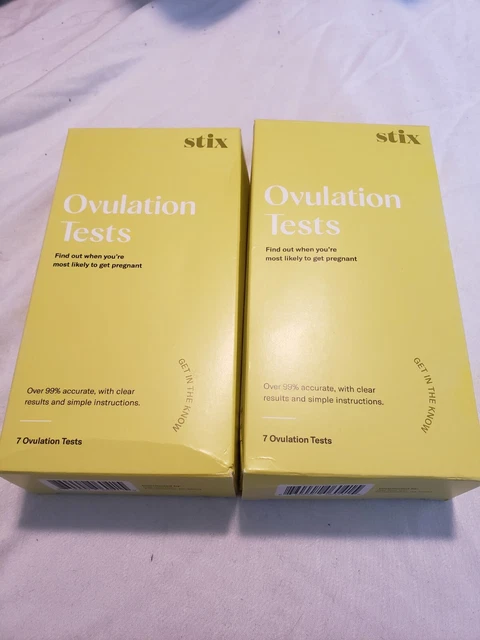 stix
Ovulation
Tests
Find out when you're
most likely to get pregnant
Over 99% accurate, with clear
results and simple instructions.
GET IN THE KNOW
7 Ovulation Tests
stix
Ovulation
Tests
Find out when you're
most likely to get pregnant
Over 99% accurate, with clear
results and simple instructions.
GET IN THE KNOW
7 Ovulation Tests